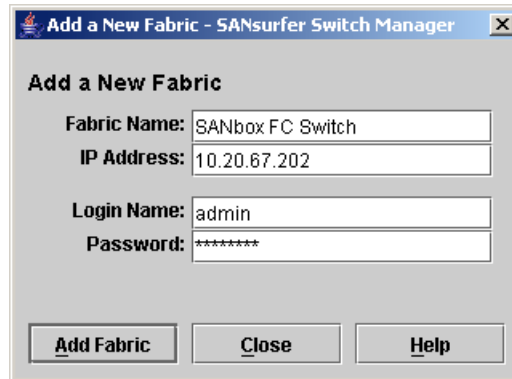 Add a New Fabric - SANsurfer Switch Manager
Add a New Fabric
Fabric Name: SANbox FC Switch
IP Address: 10.20.67.202
Login Name: admin
Password: ********
Add Fabric Close Help